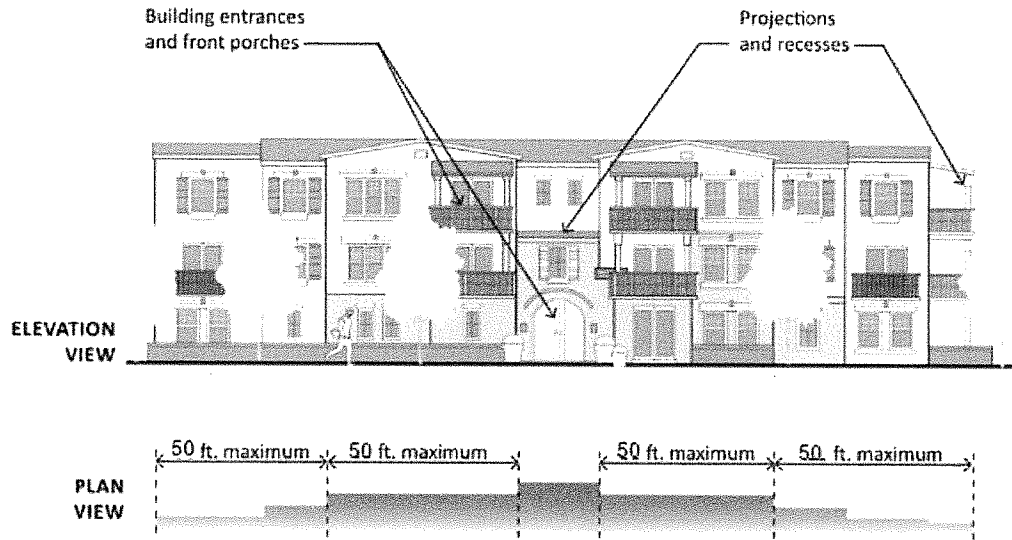 Building entrances
and front porches
Projections
and recesses
ELEVATION
VIEW
50 ft. maximum
50 ft. maximum
50 ft. maximum
50. ft. maximum
PLAN
VIEW